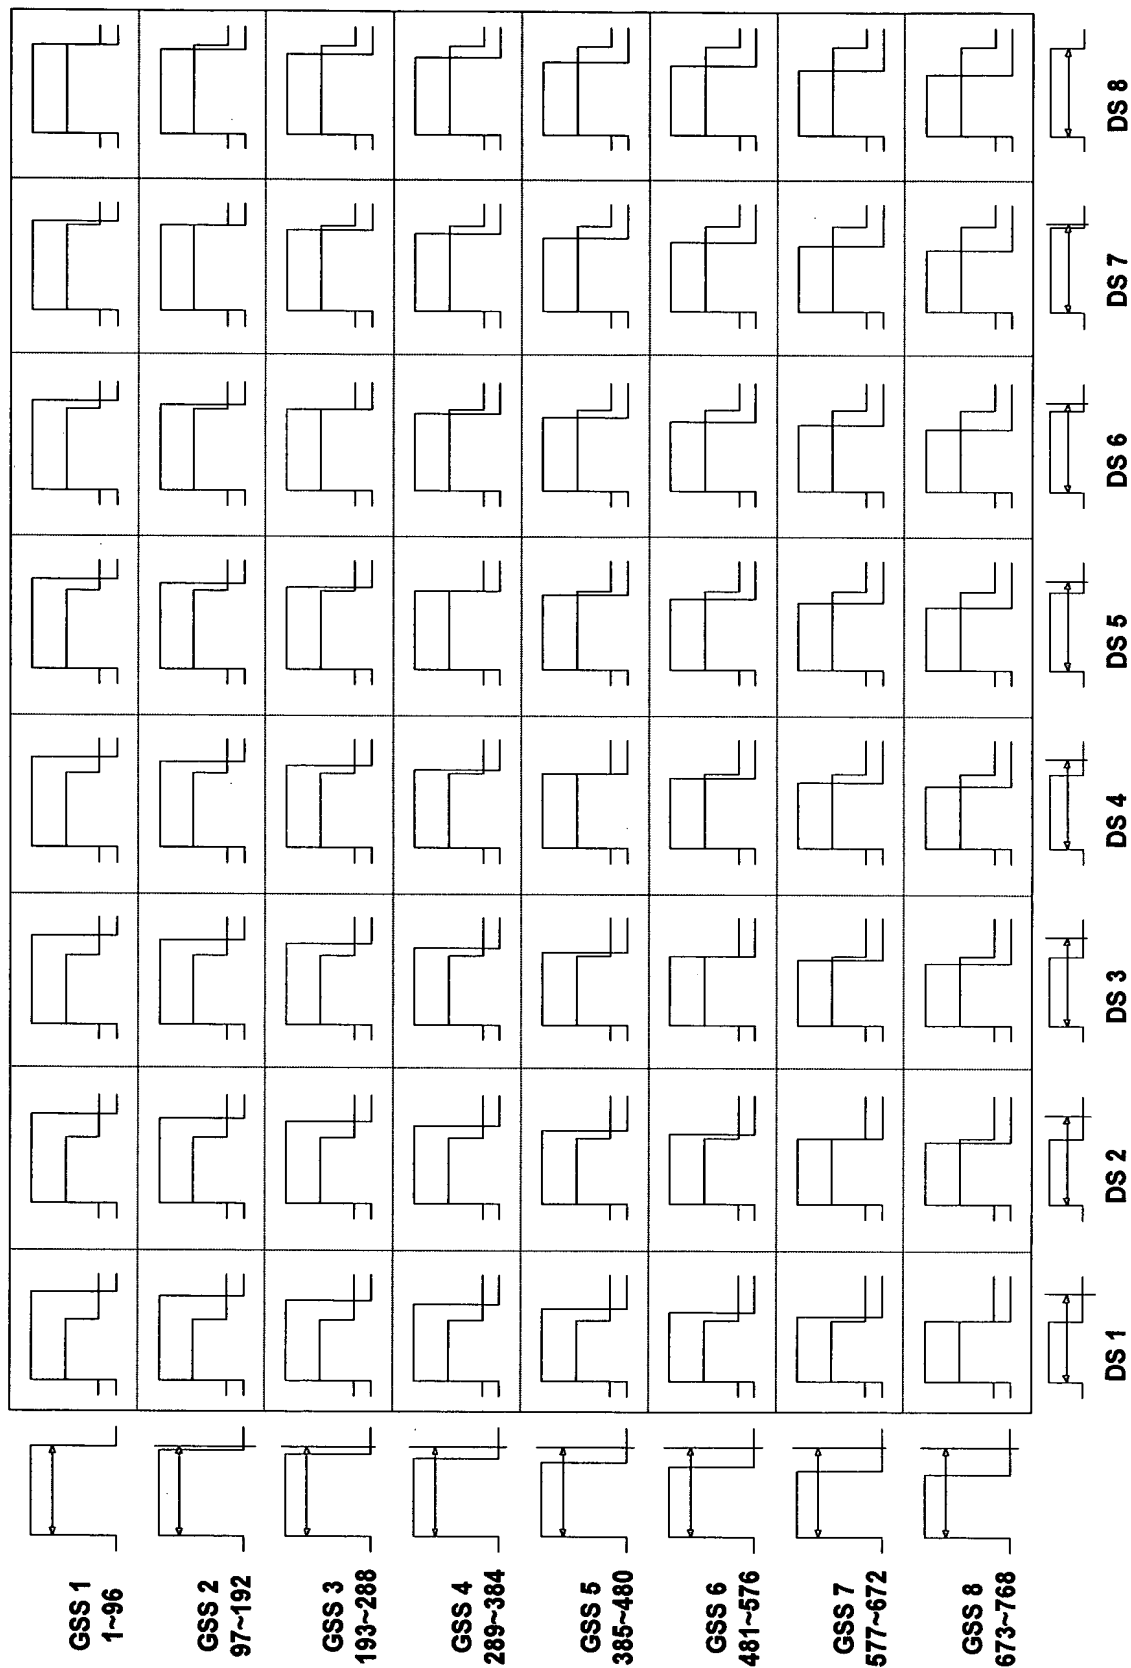 GSS 1
1~96
GSS 2
97~192
GSS 3
193~288
GSS 4
289~384
GSS 5
385~480
GSS 6
481~576
GSS 7
577~672
GSS 8
673~768
DS 1
DS 2
DS 3
DS 4
DS 5
DS 6
DS 7
DS 8